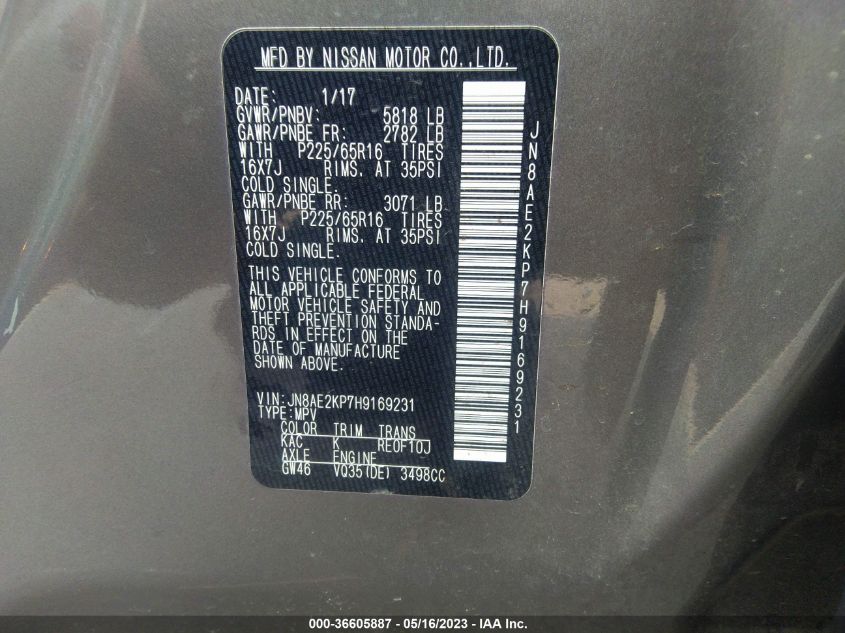 MFD BY NISSAN MOTOR CO.,LTD.
DATE: 1/17
GVWR/PNBV: 5818 LB
GAWR/PNBE FR: 2782 LB
WITH P225/65R16 TIRES
16X7J RIMS. AT 35PSI
COLD SINGLE.
GAWR/PNBE RR: 3071 LB
WITH P225/65R16 TIRES
16X7J RIMS. AT 35PSI
COLD SINGLE.
THIS VEHICLE CONFORMS TO
ALL APPLICABLE FEDERAL
MOTOR VEHICLE SAFETY AND
THEFT PREVENTION STANDA-
RDS IN EFFECT ON THE
DATE OF MANUFACTURE
SHOWN ABOVE.
VIN:JN8AE2KP7H9169231
TYPE:MPV
COLOR TRIM TRANS
KAC K RE0F10J
AXLE ENGINE
GW46 VQ35(DE) 3498CC
JN8AE2KP7H9169231
000-36605887 - 05/16/2023 - IAA Inc.